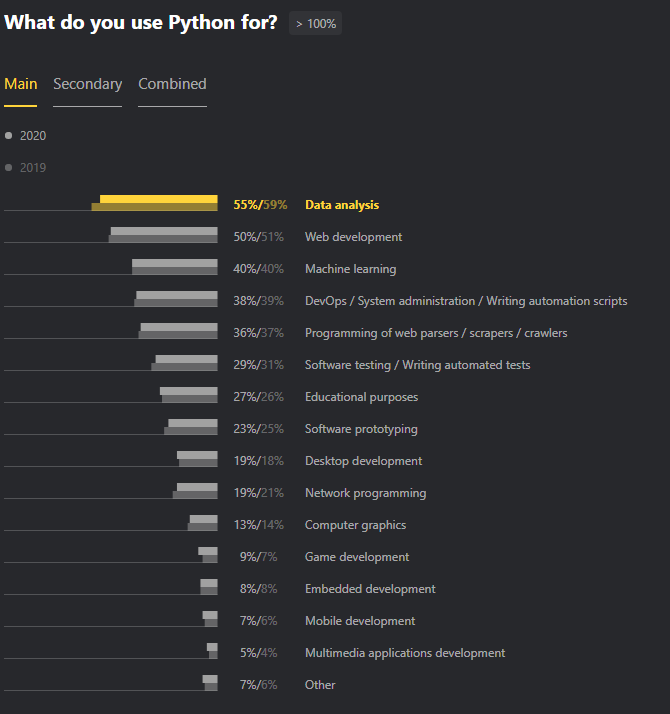 What do you use Python for? > 100%
Main Secondary Combined
2020
2019
55%/59% Data analysis
50%/51% Web development
40%/40% Machine learning
38%/39% DevOps / System administration / Writing automation scripts
36%/37% Programming of web parsers / scrapers / crawlers
29%/31% Software testing / Writing automated tests
27%/26% Educational purposes
23%/25% Software prototyping
19%/18% Desktop development
19%/21% Network programming
13%/14% Computer graphics
9%/7% Game development
8%/8% Embedded development
7%/6% Mobile development
5%/4% Multimedia applications development
7%/6% Other